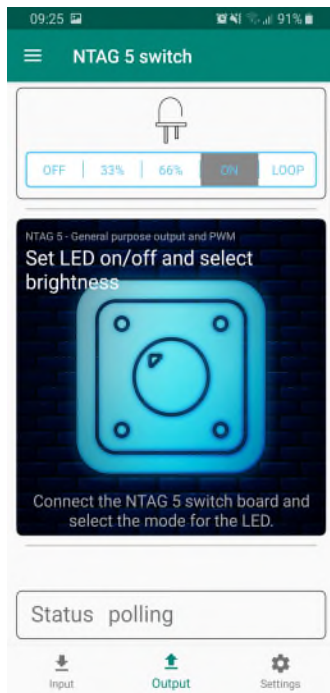 09:25 91%
NTAG 5 switch
OFF 33% 66% ON LOOP
NTAG 5 - General purpose output and PWM
Set LED on/off and select
brightness
Connect the NTAG 5 switch board and
select the mode for the LED.
Status polling
Input Output Settings